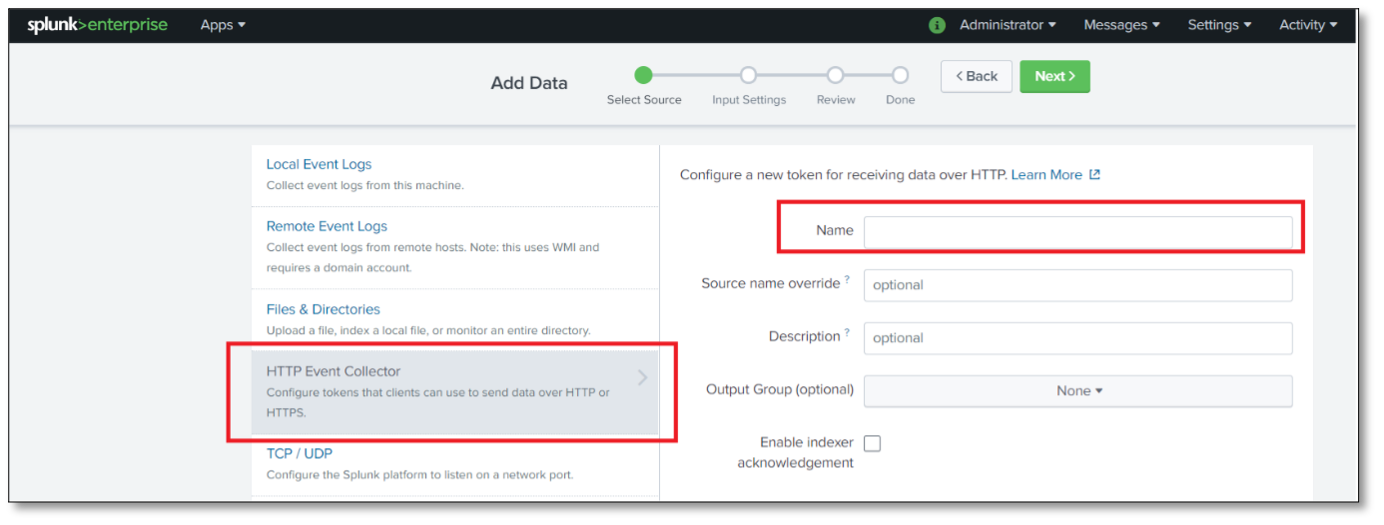 splunk>enterprise Apps Administrator Messages Settings Activity
Add Data
Select Source Input Settings Review Done
< Back Next >
Local Event Logs
Collect event logs from this machine.
Remote Event Logs
Collect event logs from remote hosts. Note: this uses WMI and
requires a domain account.
Files & Directories
Upload a file, index a local file, or monitor an entire directory.
HTTP Event Collector
Configure tokens that clients can use to send data over HTTP or
HTTPS.
TCP / UDP
Configure the Splunk platform to listen on a network port.
Configure a new token for receiving data over HTTP. Learn More
Name
Source name override ? optional
Description ? optional
Output Group (optional) None
Enable indexer
acknowledgement